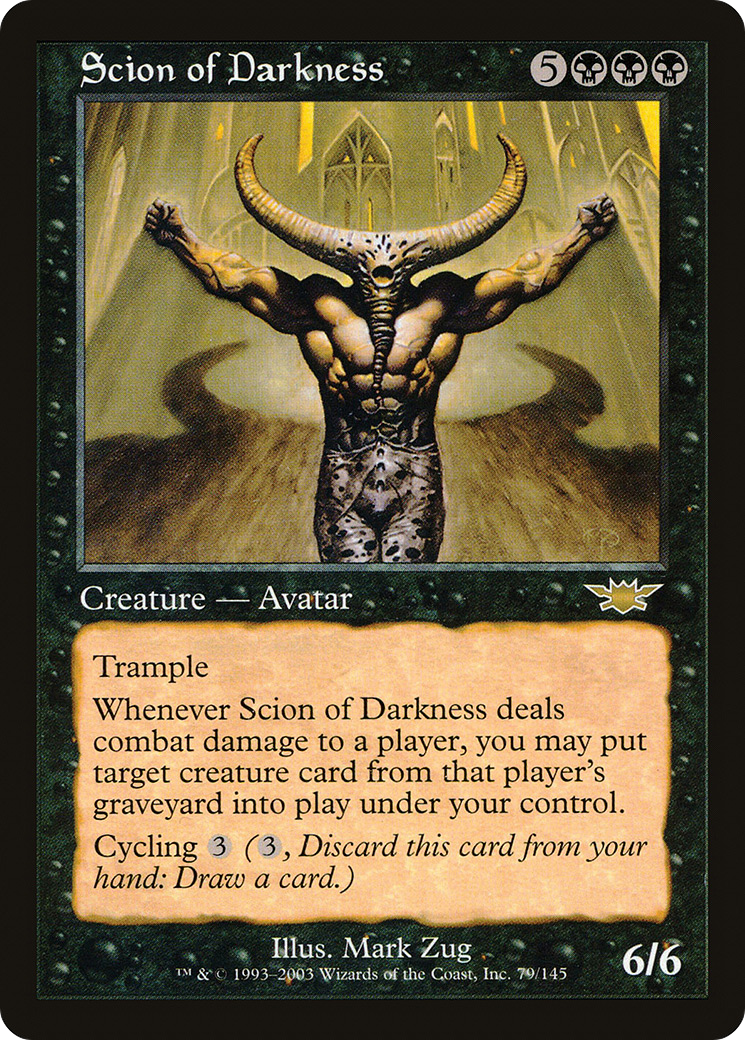 Scion of Darkness 5
Creature — Avatar
Trample
Whenever Scion of Darkness deals
combat damage to a player, you may put
target creature card from that player's
graveyard into play under your control.
Cycling 3 (3, Discard this card from your
hand: Draw a card.)
Illus. Mark Zug
™ & © 1993–2003 Wizards of the Coast, Inc. 79/145
6/6